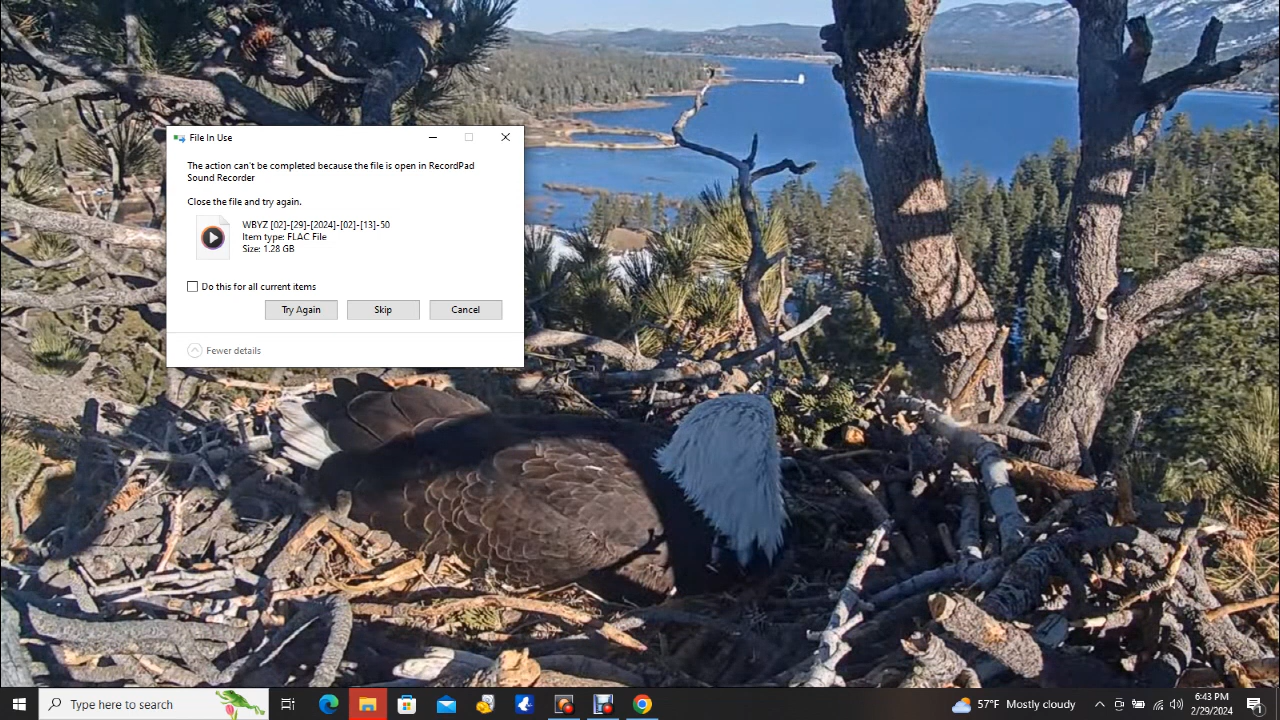 File In Use
The action can't be completed because the file is open in RecordPad
Sound Recorder
Close the file and try again.
WBYZ [02]-[29]-[2024]-[02]-[13]-50
Item type: FLAC File
Size: 1.28 GB
Do this for all current items
Try Again
Skip
Cancel
Fewer details
Type here to search
57°F Mostly cloudy
6:43 PM
2/29/2024
1